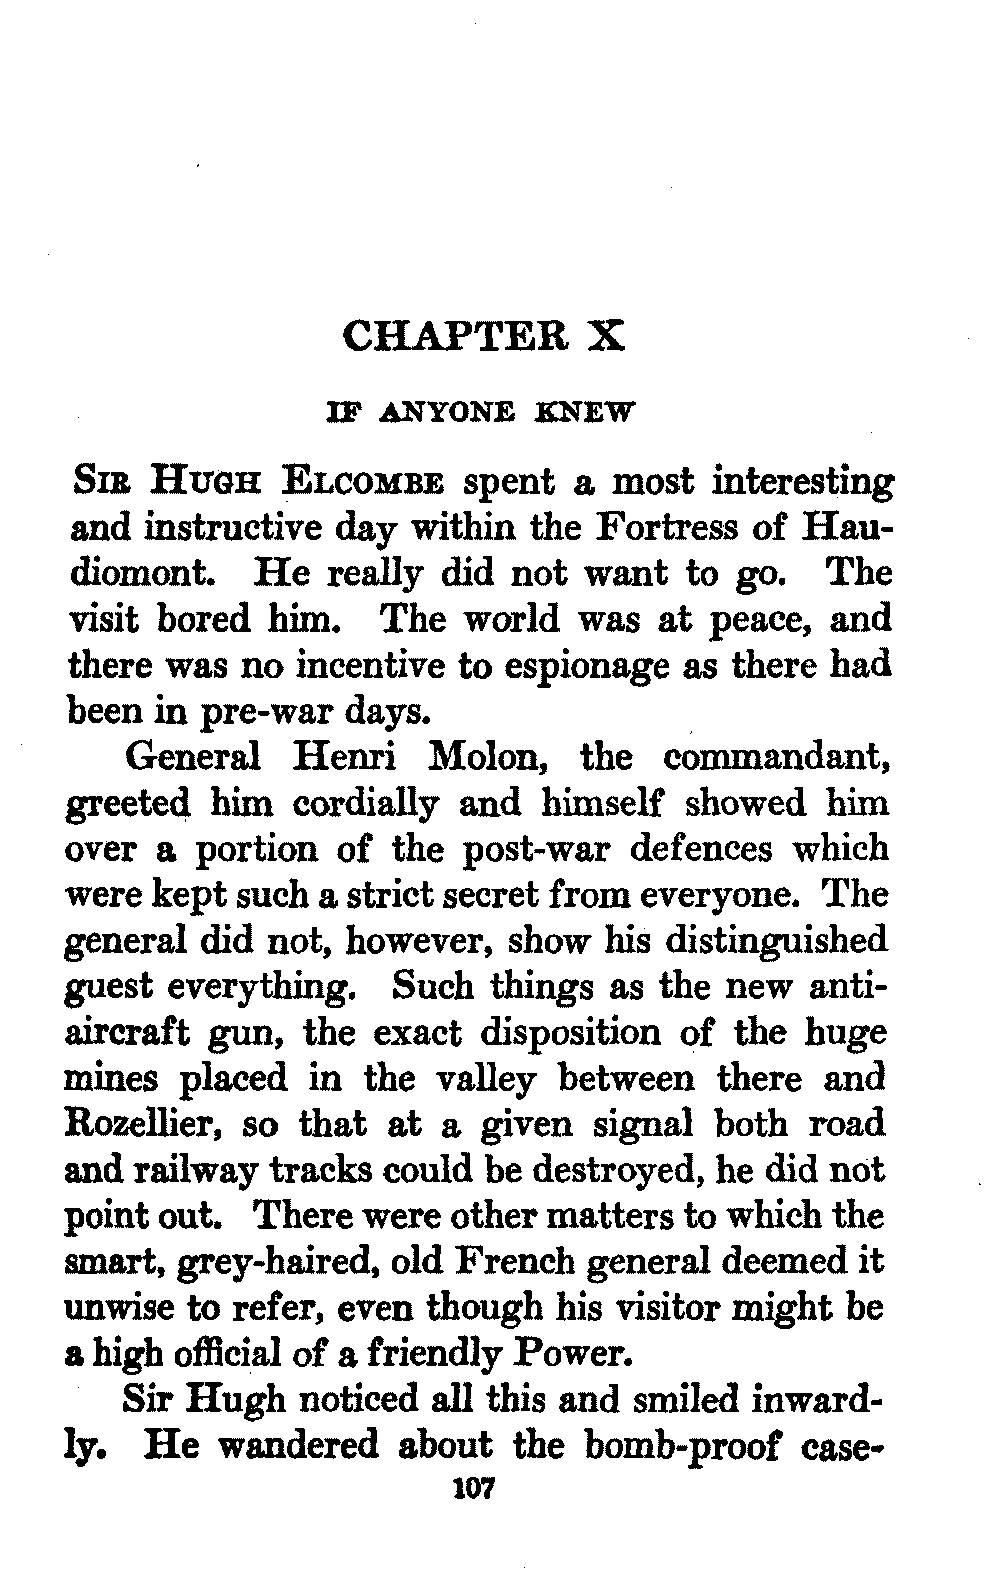 CHAPTER X
IF ANYONE KNEW
SIR HUGH ELCOMBE spent a most interesting
and instructive day within the Fortress of Hau-
diomont. He really did not want to go. The
visit bored him. The world was at peace, and
there was no incentive to espionage as there had
been in pre-war days.
General Henri Molon, the commandant,
greeted him cordially and himself showed him
over a portion of the post-war defences which
were kept such a strict secret from everyone. The
general did not, however, show his distinguished
guest everything. Such things as the new anti-
aircraft gun, the exact disposition of the huge
mines placed in the valley between there and
Rozellier, so that at a given signal both road
and railway tracks could be destroyed, he did not
point out. There were other matters to which the
smart, grey-haired, old French general deemed it
unwise to refer, even though his visitor might be
a high official of a friendly Power.
Sir Hugh noticed all this and smiled inward-
ly. He wandered about the bomb-proof case-
107